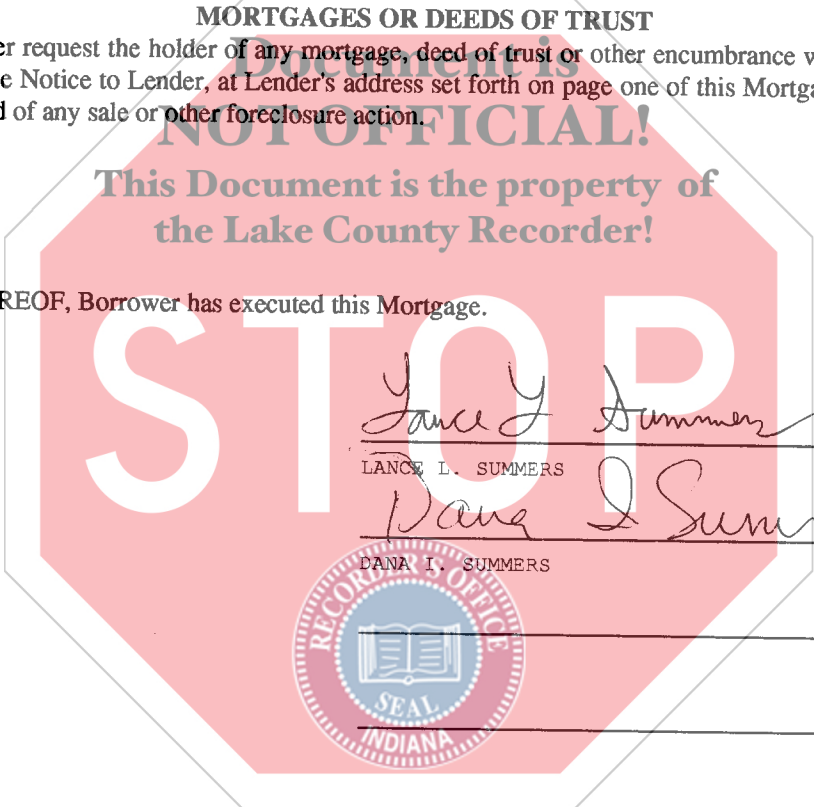 MORTGAGES OR DEEDS OF TRUST
er request the holder of any mortgage, deed of trust or other encumbrance w
e Notice to Lender, at Lender's address set forth on page one of this Mortga
d of any sale or other foreclosure action.
Document is
NOT OFFICIAL!
This Document is the property of
the Lake County Recorder!
REOF, Borrower has executed this Mortgage.
STOP
Lance L Summers
LANCE L. SUMMERS
Dana I Summ
DANA I. SUMMERS
RECORDER'S OFFICE
SEAL
INDIANA